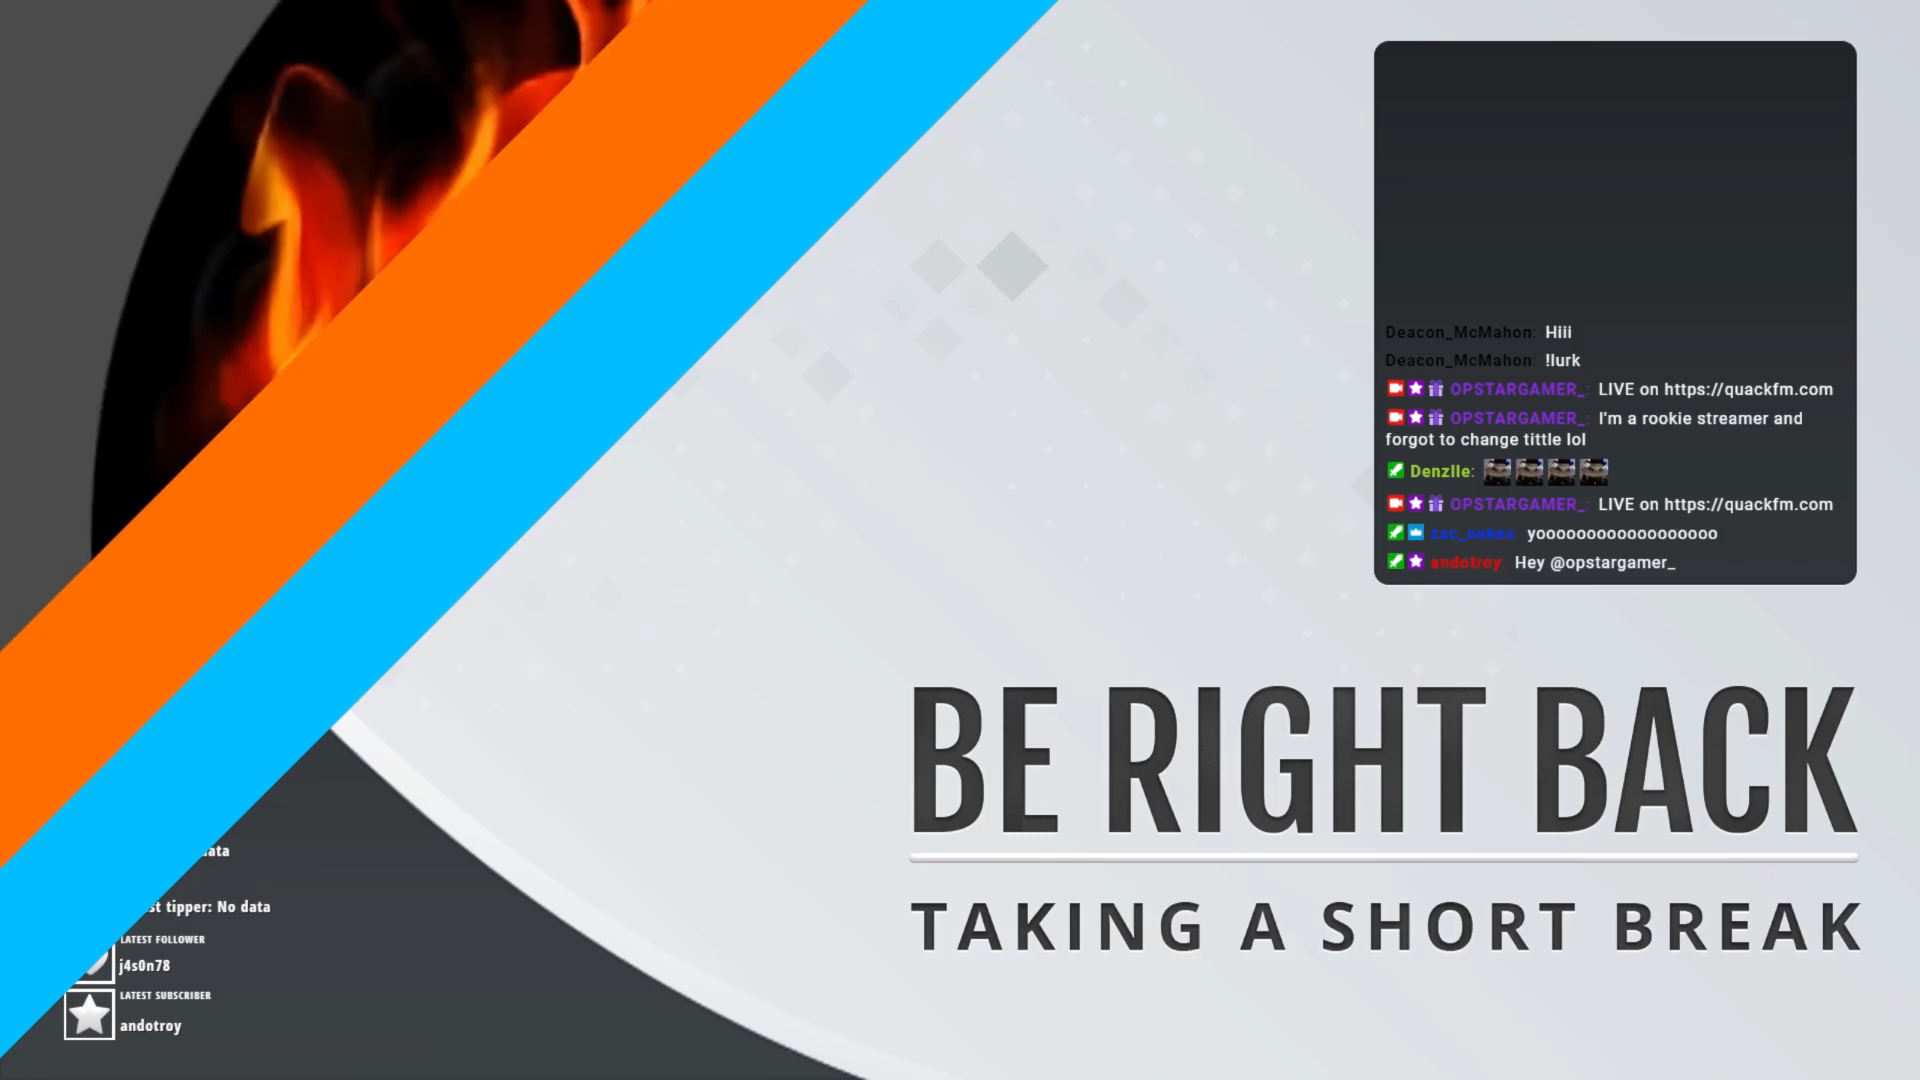 Deacon_McMahon: Hiii
Deacon_McMahon: !lurk
OPSTARGAMER_: LIVE on https://quackfm.com
OPSTARGAMER_: I'm a rookie streamer and
forgot to change tittle lol
Denzlle:
OPSTARGAMER_: LIVE on https://quackfm.com
zac_nukes: yoooooooooooooooooo
andotroy: Hey @opstargamer_
BE RIGHT BACK
TAKING A SHORT BREAK
tipper: No data
LATEST FOLLOWER
j4s0n78
LATEST SUBSCRIBER
andotroy